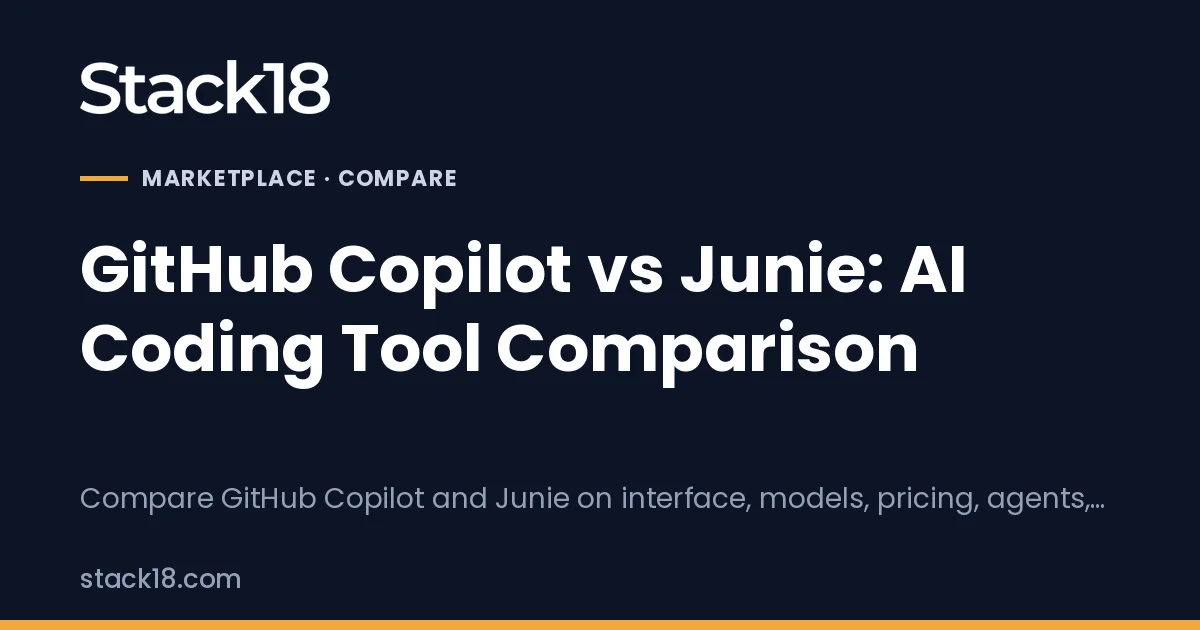 Stack18
MARKETPLACE · COMPARE
GitHub Copilot vs Junie: AI
Coding Tool Comparison
Compare GitHub Copilot and Junie on interface, models, pricing, agents,...
stack18.com